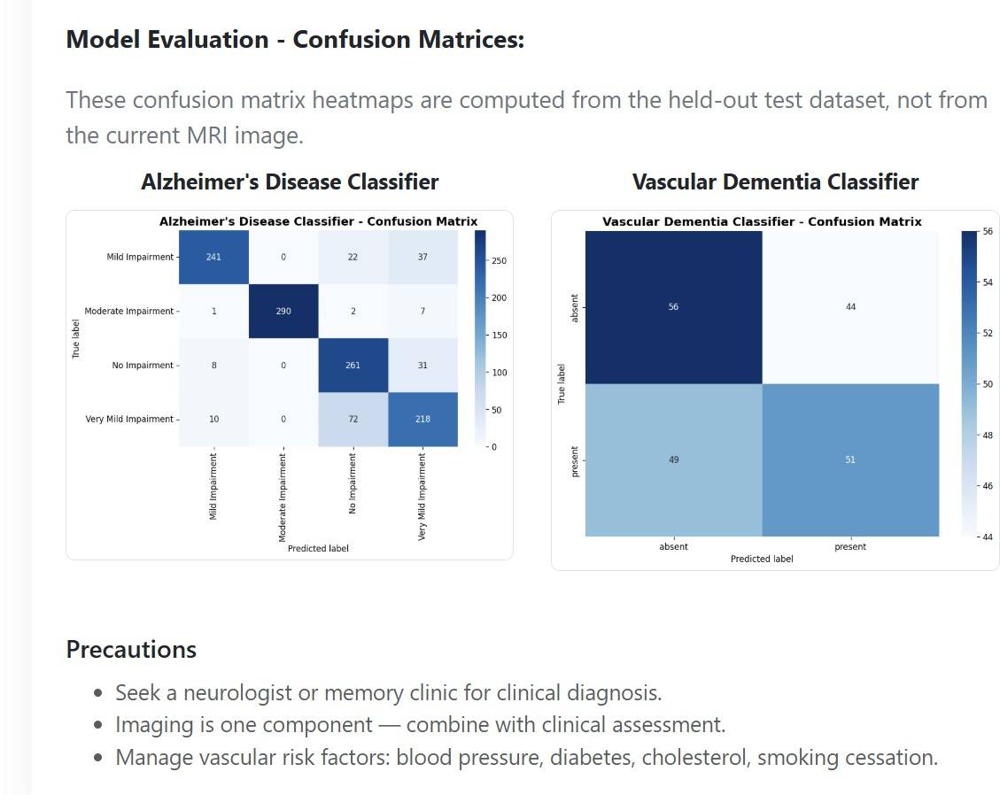 Model Evaluation - Confusion Matrices:
These confusion matrix heatmaps are computed from the held-out test dataset, not from
the current MRI image.
Alzheimer's Disease Classifier
Alzheimer's Disease Classifier - Confusion Matrix
True label
Mild Impairment
241 0 22 37
Moderate Impairment
1 290 2 7
No Impairment
8 0 261 31
Very Mild Impairment
10 0 72 218
Mild Impairment
Moderate Impairment
No Impairment
Very Mild Impairment
Predicted label
250
200
150
100
50
0
Vascular Dementia Classifier
Vascular Dementia Classifier - Confusion Matrix
True label
absent
56 44
present
49 51
absent present
Predicted label
56
54
52
50
48
46
44
Precautions
• Seek a neurologist or memory clinic for clinical diagnosis.
• Imaging is one component — combine with clinical assessment.
• Manage vascular risk factors: blood pressure, diabetes, cholesterol, smoking cessation.